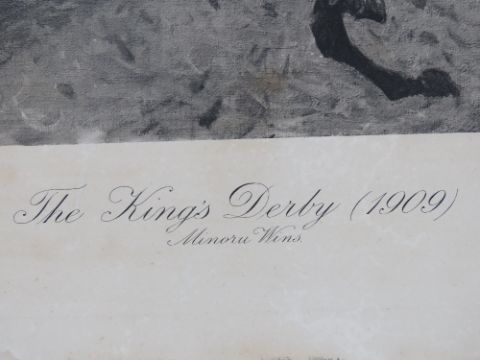 The King's Derby (1909)
Minoru Wins.